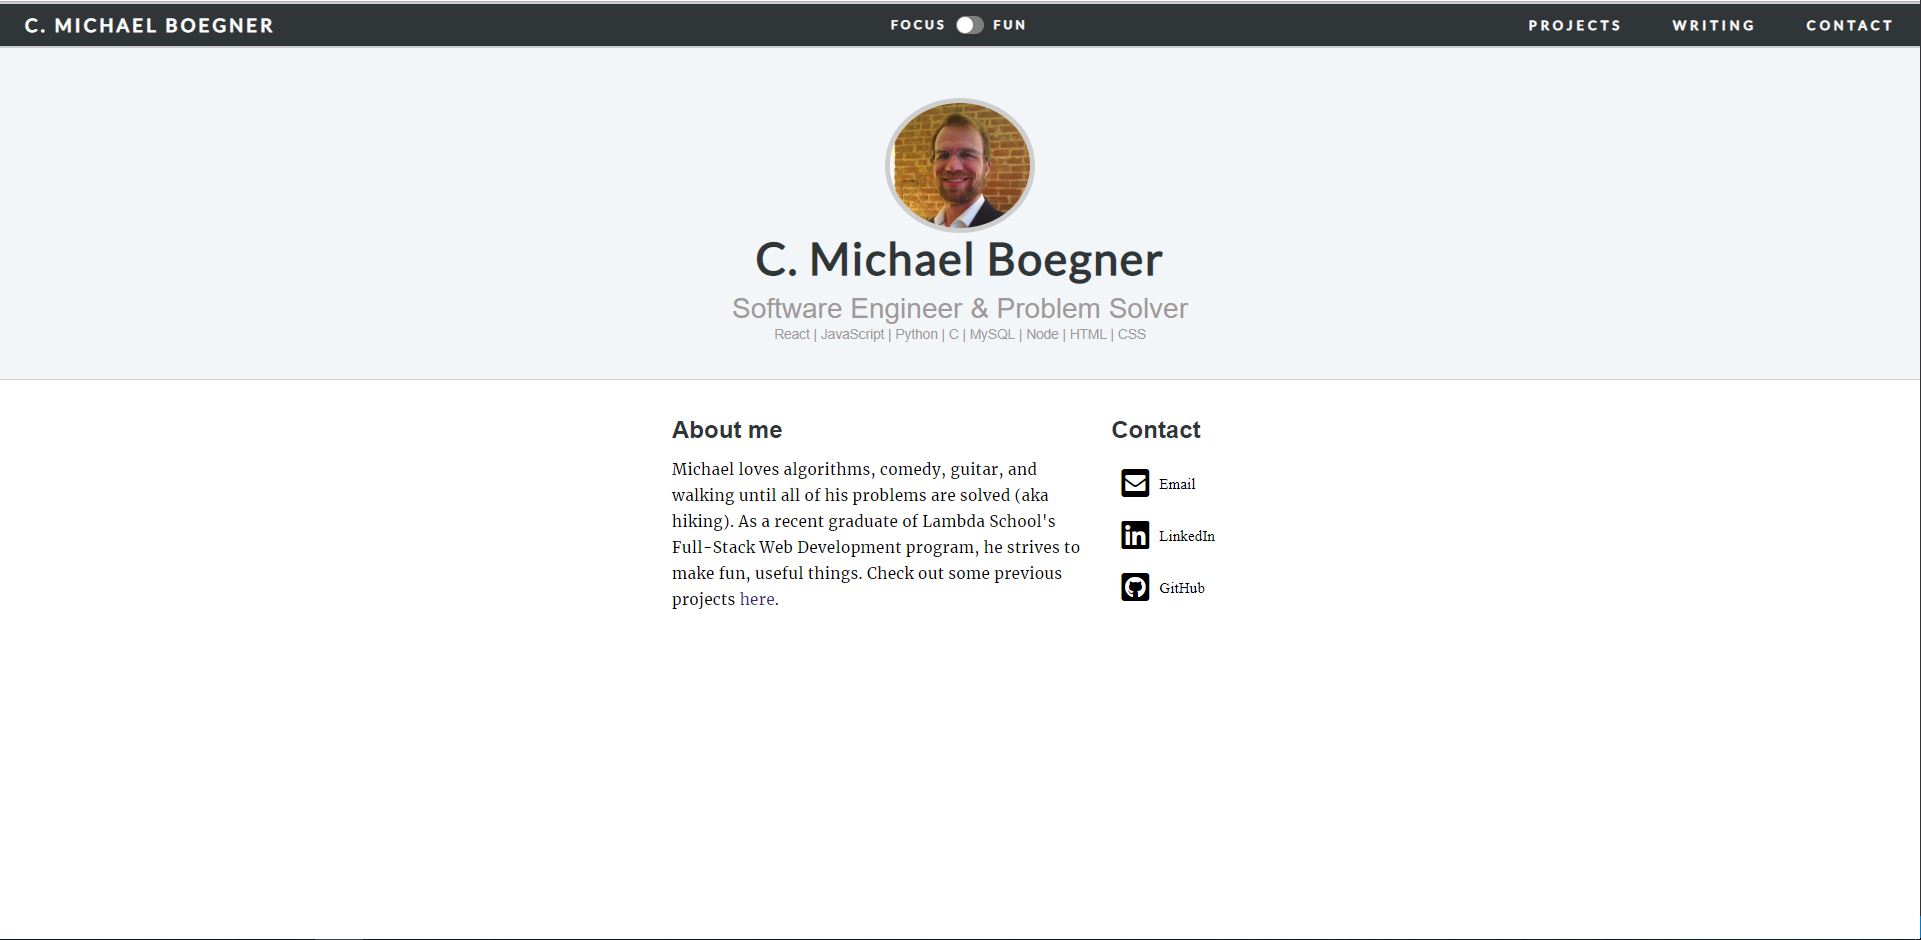 C. MICHAEL BOEGNER
FOCUS FUN
PROJECTS WRITING CONTACT
C. Michael Boegner
Software Engineer & Problem Solver
React | JavaScript | Python | C | MySQL | Node | HTML | CSS
About me
Michael loves algorithms, comedy, guitar, and
walking until all of his problems are solved (aka
hiking). As a recent graduate of Lambda School's
Full-Stack Web Development program, he strives to
make fun, useful things. Check out some previous
projects here.
Contact
Email
LinkedIn
GitHub